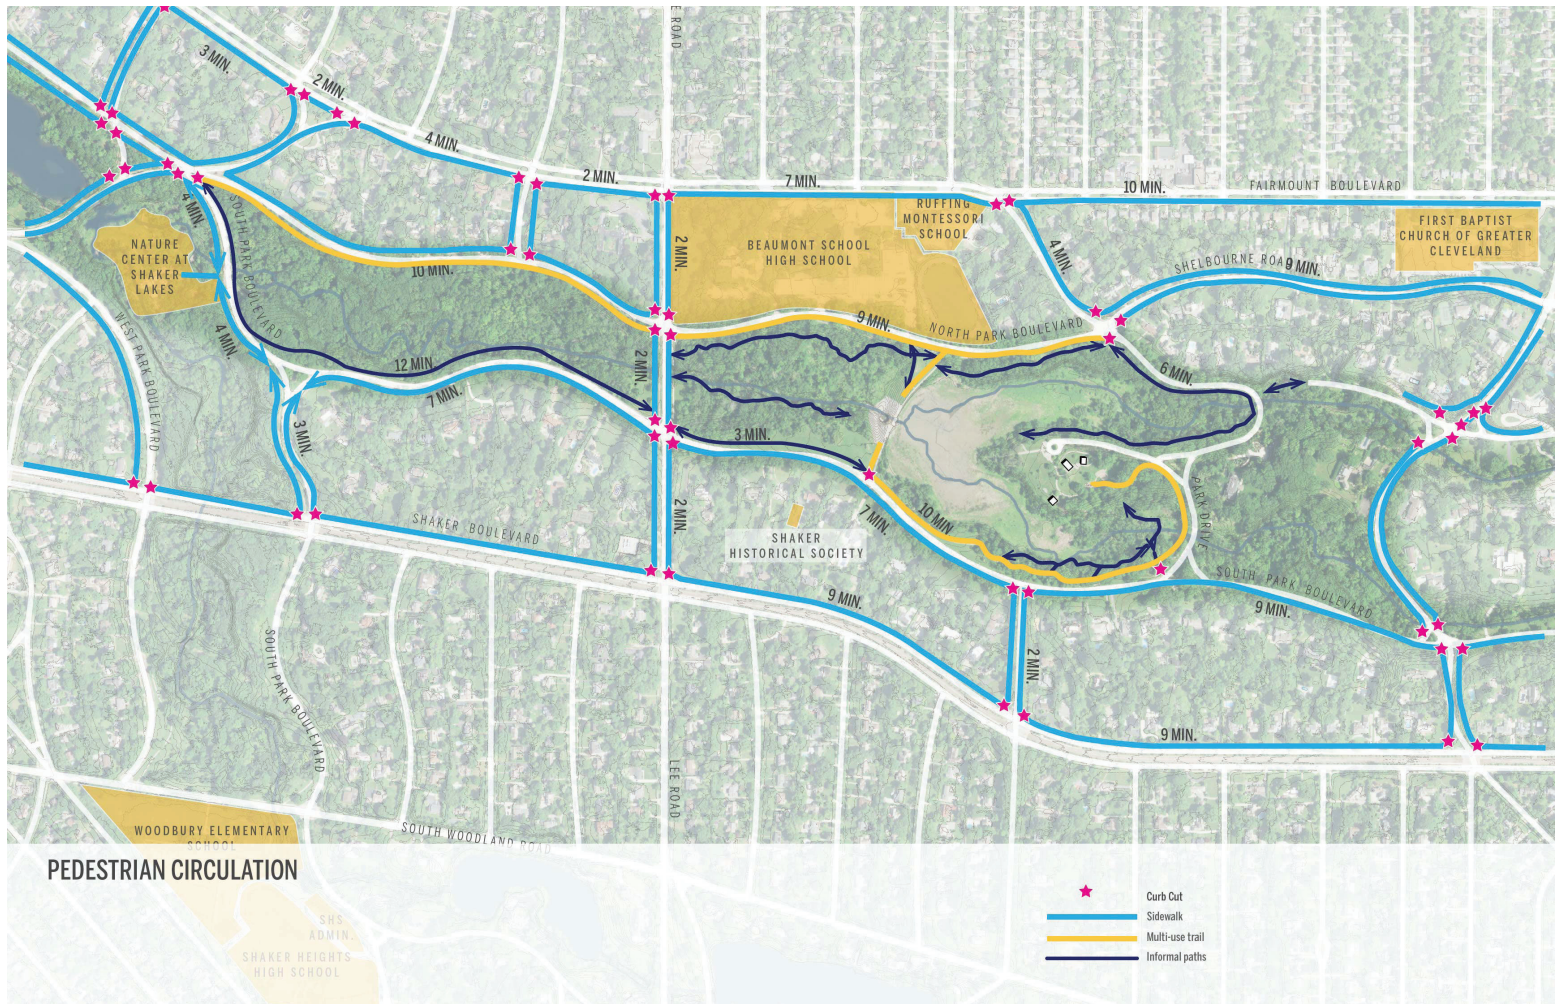 E ROAD
3 MIN.
2 MIN.
4 MIN.
2 MIN.
7 MIN.
10 MIN.
FAIRMOUNT BOULEVARD
4 MIN.
SOUTH PARK BOULEVARD
NATURE
CENTER AT
SHAKER
LAKES
10 MIN.
2 MIN.
BEAUMONT SCHOOL
HIGH SCHOOL
RUFFING
MONTESSORI
SCHOOL
4 MIN.
SHELBOURNE ROAD
9 MIN.
FIRST BAPTIST
CHURCH OF GREATER
CLEVELAND
WEST PARK BOULEVARD
4 MIN.
12 MIN
7 MIN.
2 MIN.
9 MIN.
NORTH PARK BOULEVARD
6 MIN.
3 MIN.
3 MIN.
SHAKER BOULEVARD
2 MIN.
SHAKER
HISTORICAL SOCIETY
7 MIN.
10 MIN
PARK DRIVE
SOUTH PARK BOULEVARD
9 MIN.
9 MIN.
2 MIN.
9 MIN.
SOUTH PARK BOULEVARD
LEE ROAD
SOUTH WOODLAND ROAD
WOODBURY ELEMENTARY
SCHOOL
PEDESTRIAN CIRCULATION
SHS
ADMIN.
SHAKER HEIGHTS
HIGH SCHOOL
Curb Cut
Sidewalk
Multi-use trail
Informal paths